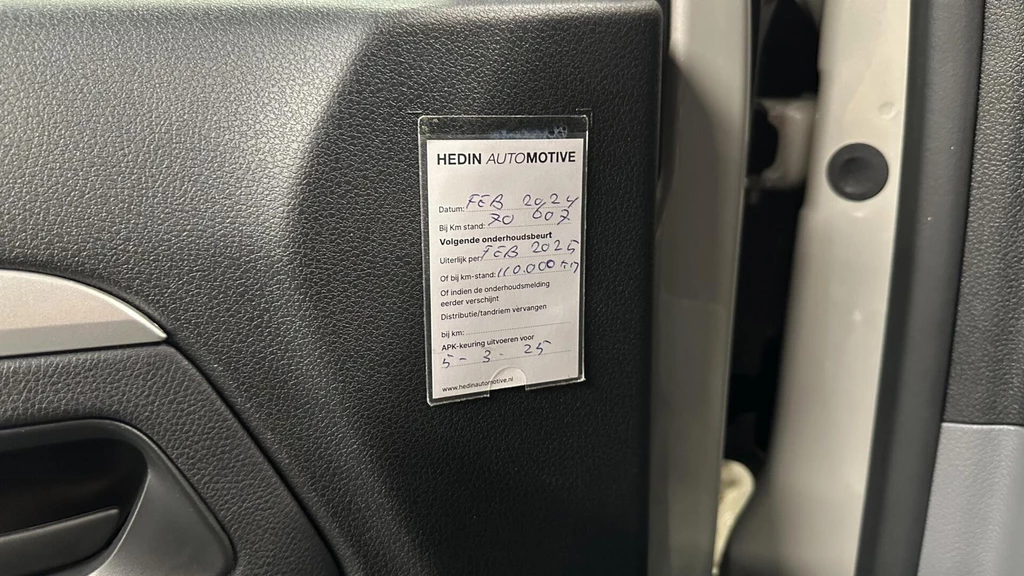 HEDIN AUTOMOTIVE
Datum: FEB 2024
Bij Km stand: 70 607
Volgende onderhoudsbeurt
Uiterlijk per: FEB 2025
Of bij km-stand: 110.000 km
Of indien de onderhoudsmelding
eerder verschijnt
Distributie/tandriem vervangen
bij km:
APK-keuring uitvoeren voor
5 - 3 - 25
www.hedinautomotive.nl